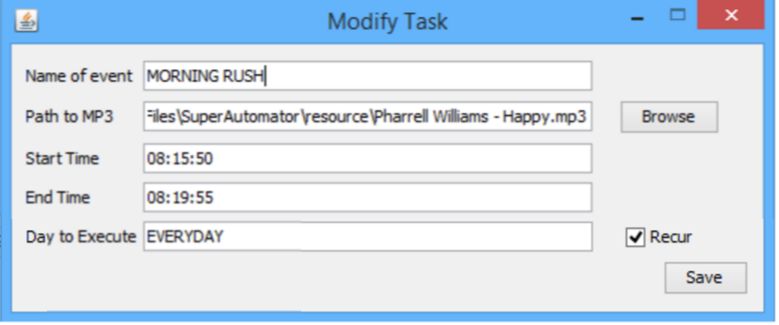 Modify Task
Name of event MORNING RUSH
Path to MP3 Files\SuperAutomator\resource\Pharrell Williams - Happy.mp3 Browse
Start Time 08:15:50
End Time 08:19:55
Day to Execute EVERYDAY Recur
Save